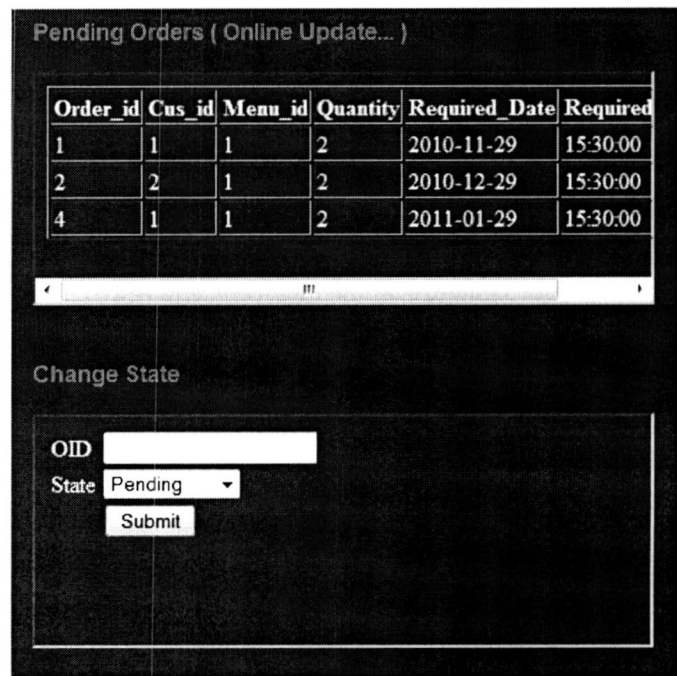 Pending Orders ( Online Update... )
Order_id Cus_id Menu_id Quantity Required_Date Required
1 1 1 2 2010-11-29 15:30:00
2 2 1 2 2010-12-29 15:30:00
4 1 1 2 2011-01-29 15:30:00
Change State
OID
State Pending
Submit